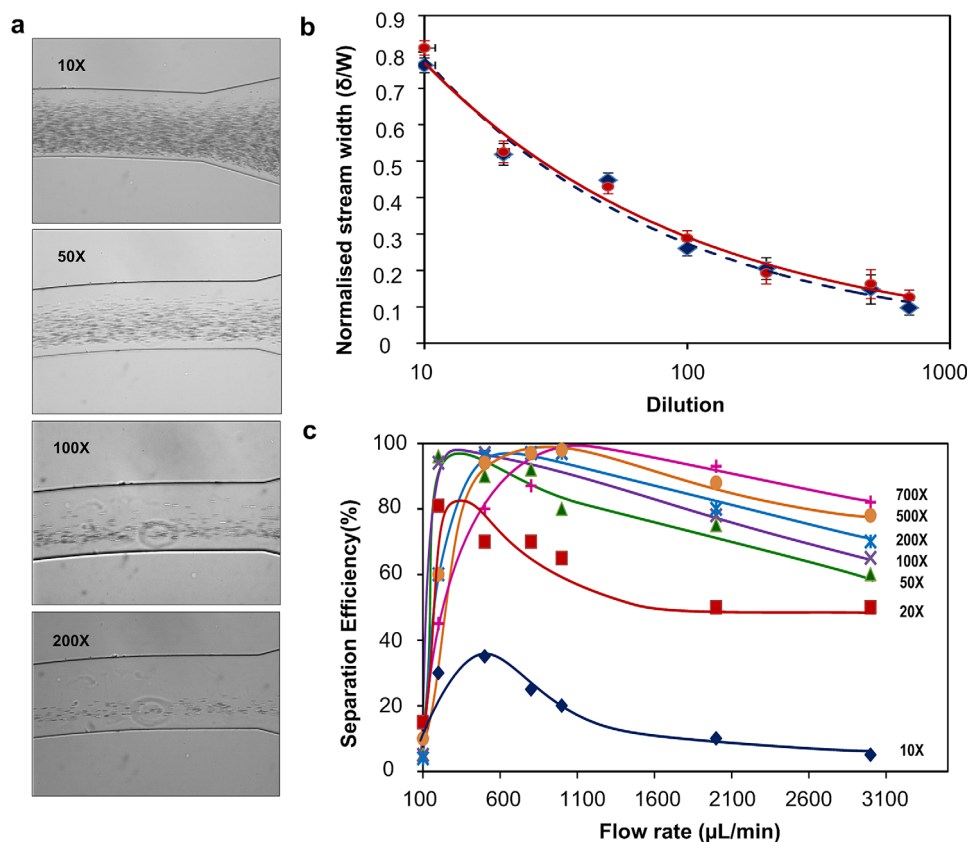 a
10X
50X
100X
200X
b
Normalised stream width (δ/W)
0.9
0.8
0.7
0.6
0.5
0.4
0.3
0.2
0.1
0
10
100
1000
Dilution
c
Separation Efficiency(%)
100
80
60
40
20
0
700X
500X
200X
100X
50X
20X
10X
100
600
1100
1600
2100
2600
3100
Flow rate (µL/min)